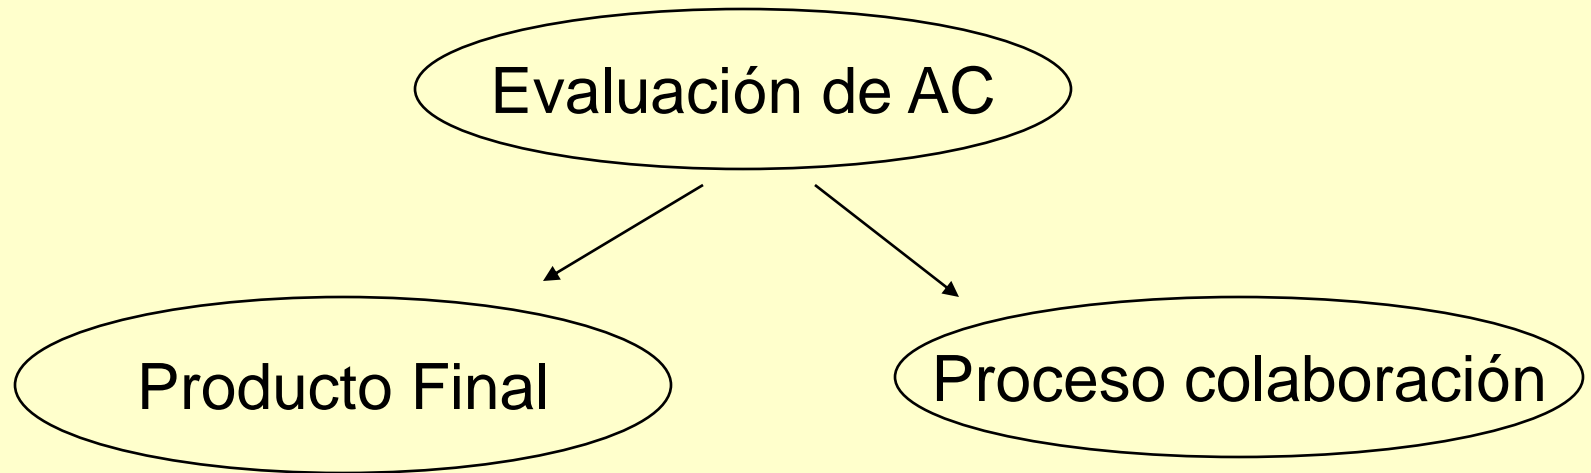 Evaluación de AC
Producto Final
Proceso colaboración